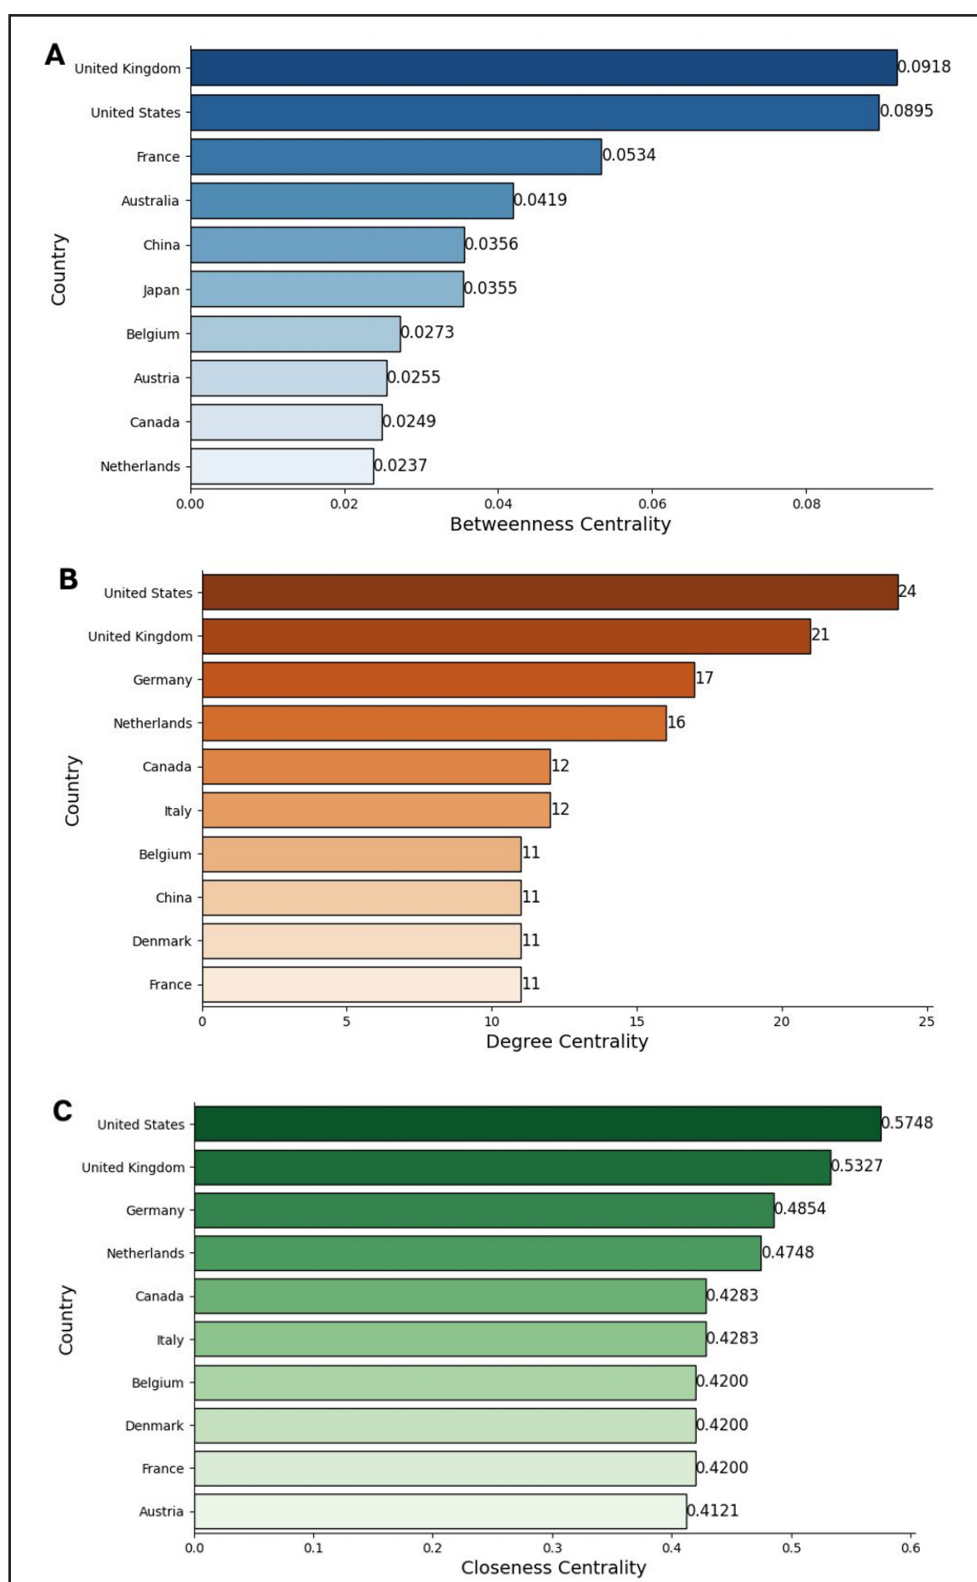 A
United Kingdom 0.0918
United States 0.0895
France 0.0534
Australia 0.0419
China 0.0356
Japan 0.0355
Belgium 0.0273
Austria 0.0255
Canada 0.0249
Netherlands 0.0237
Country
0.00 0.02 0.04 0.06 0.08
Betweenness Centrality
B
United States 24
United Kingdom 21
Germany 17
Netherlands 16
Canada 12
Italy 12
Belgium 11
China 11
Denmark 11
France 11
Country
0 5 10 15 20 25
Degree Centrality
C
United States 0.5748
United Kingdom 0.5327
Germany 0.4854
Netherlands 0.4748
Canada 0.4283
Italy 0.4283
Belgium 0.4200
Denmark 0.4200
France 0.4200
Austria 0.4121
Country
0.0 0.1 0.2 0.3 0.4 0.5 0.6
Closeness Centrality